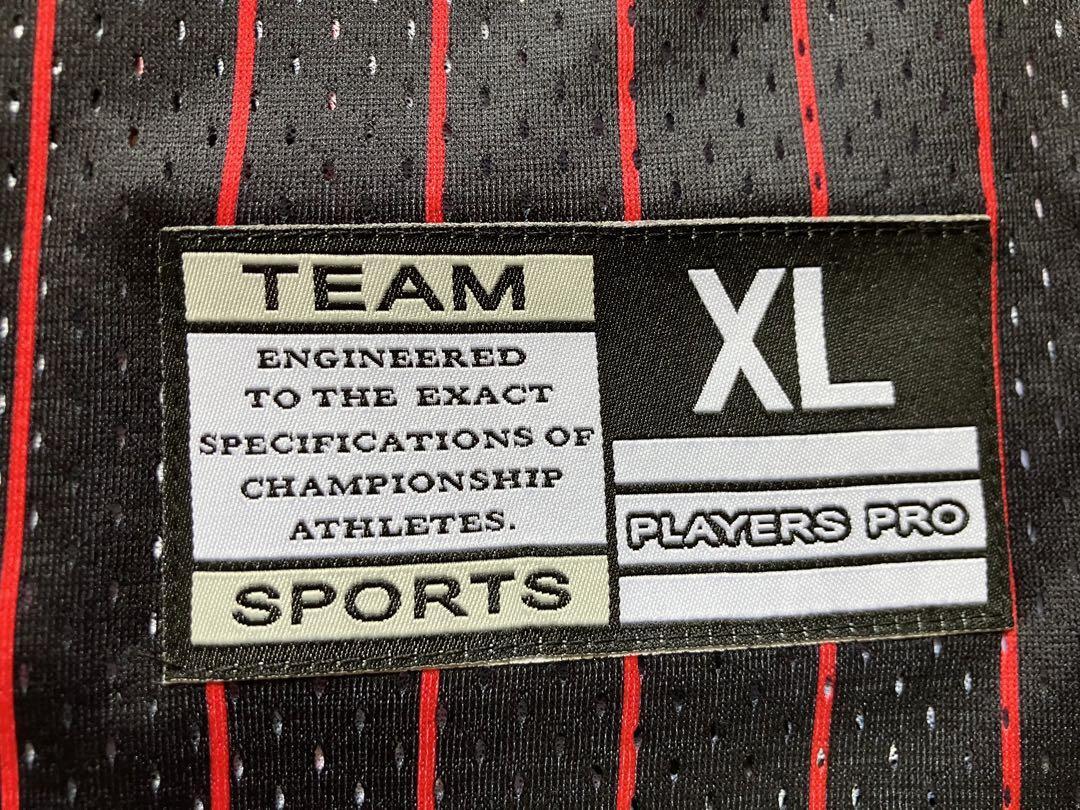 TEAM
ENGINEERED
TO THE EXACT
SPECIFICATIONS OF
CHAMPIONSHIP
ATHLETES.
SPORTS
XL
PLAYERS PRO